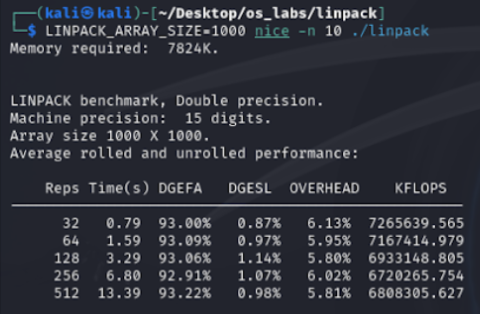 ┌──(kali㉿kali)-[~/Desktop/os_labs/linpack]
└─$ LINPACK_ARRAY_SIZE=1000 nice -n 10 ./linpack
Memory required:  7824K.
LINPACK benchmark, Double precision.
Machine precision:  15 digits.
Array size 1000 X 1000.
Average rolled and unrolled performance:
Reps Time(s) DGEFA DGESL OVERHEAD KFLOPS
32 0.79 93.00% 0.87% 6.13% 7265639.565
64 1.59 93.09% 0.97% 5.95% 7167414.979
128 3.29 93.06% 1.14% 5.80% 6933148.805
256 6.80 92.91% 1.07% 6.02% 6720265.754
512 13.39 93.22% 0.98% 5.81% 6808305.627